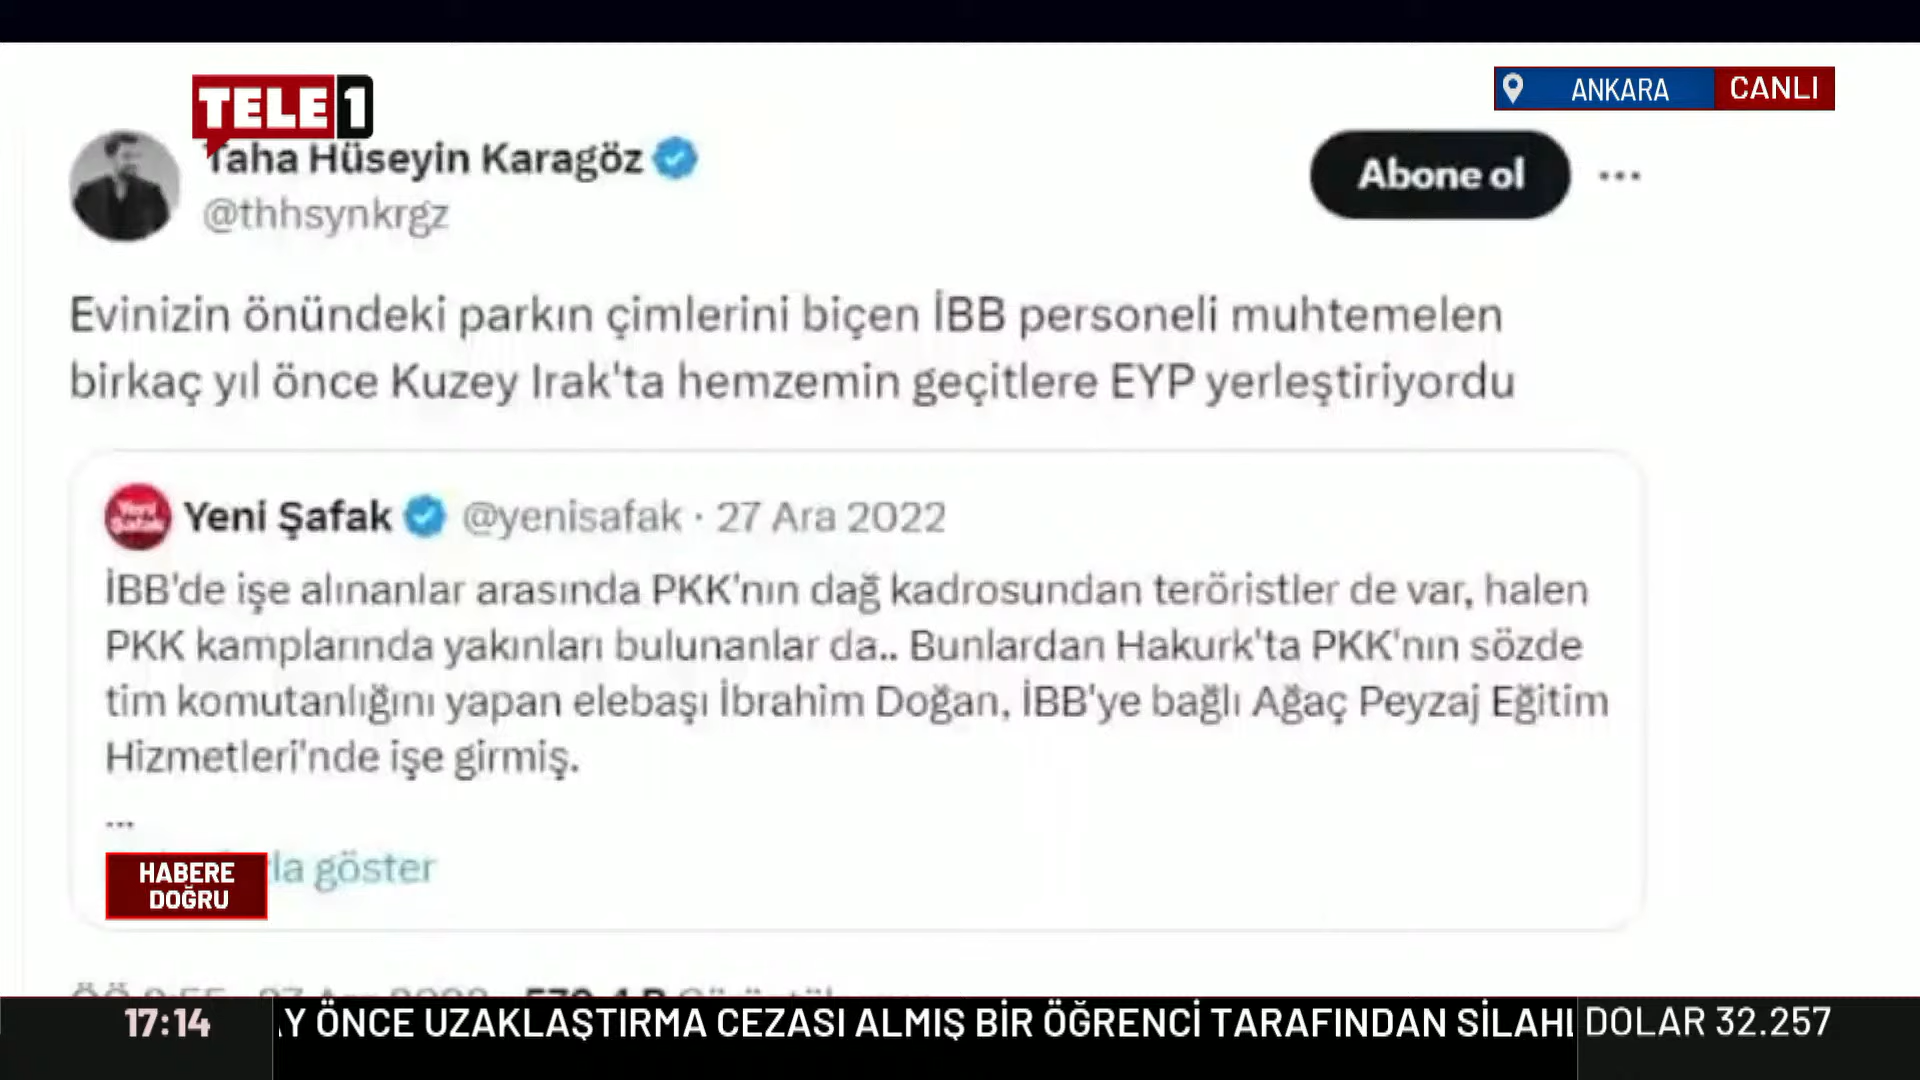 TELE1
ANKARA CANLI
Taha Hüseyin Karagöz
@thhsynkrgz
Abone ol
Evinizin önündeki parkın çimlerini biçen İBB personeli muhtemelen
birkaç yıl önce Kuzey Irak'ta hemzemin geçitlere EYP yerleştiriyordu
Yeni Şafak @yenisafak · 27 Ara 2022
İBB'de işe alınanlar arasında PKK'nın dağ kadrosundan teröristler de var, halen
PKK kamplarında yakınları bulunanlar da.. Bunlardan Hakurk'ta PKK'nın sözde
tim komutanlığını yapan elebaşı İbrahim Doğan, İBB'ye bağlı Ağaç Peyzaj Eğitim
Hizmetleri'nde işe girmiş.
...
göster
HABERE
DOĞRU
17:14
ÖNCE UZAKLAŞTIRMA CEZASI ALMIŞ BİR ÖĞRENCİ TARAFINDAN
DOLAR 32.257